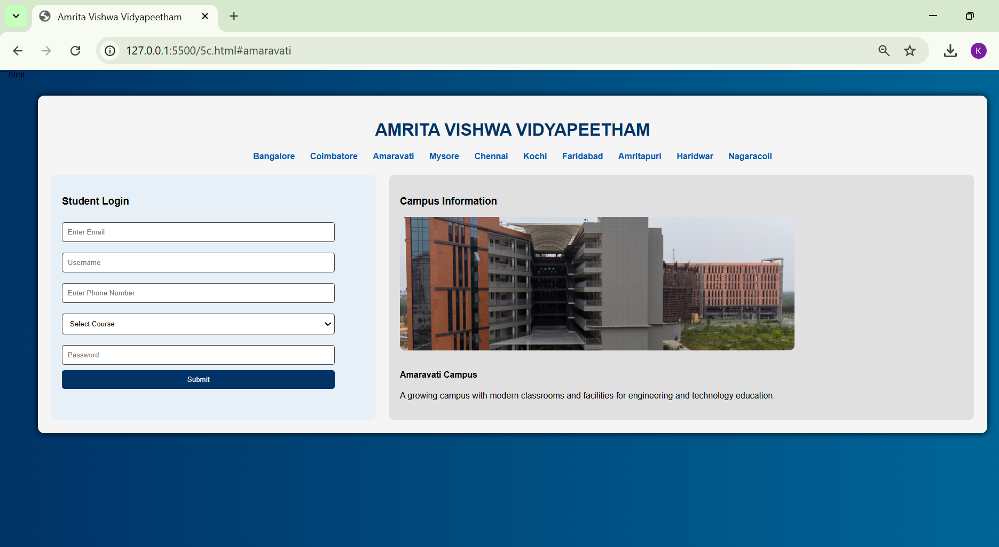 Amrita Vishwa Vidyapeetham
127.0.0.1:5500/5c.html#amaravati
K
```html
AMRITA VISHWA VIDYAPEETHAM
Bangalore Coimbatore Amaravati Mysore Chennai Kochi Faridabad Amritapuri Haridwar Nagaracoil
Student Login
Enter Email
Username
Enter Phone Number
Select Course
Password
Submit
Campus Information
Amaravati Campus
A growing campus with modern classrooms and facilities for engineering and technology education.